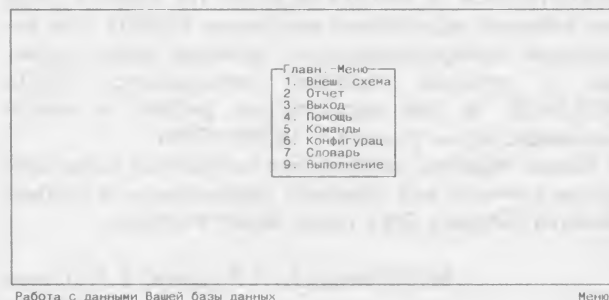 Главн.-Меню
1. Внеш. схема
2 Отчет
3. Выход
4. Помощь
5 Команды
6. Конфигурац
7 Словарь
9. Выполнение
Работа с данными Вашей базы данных Меню